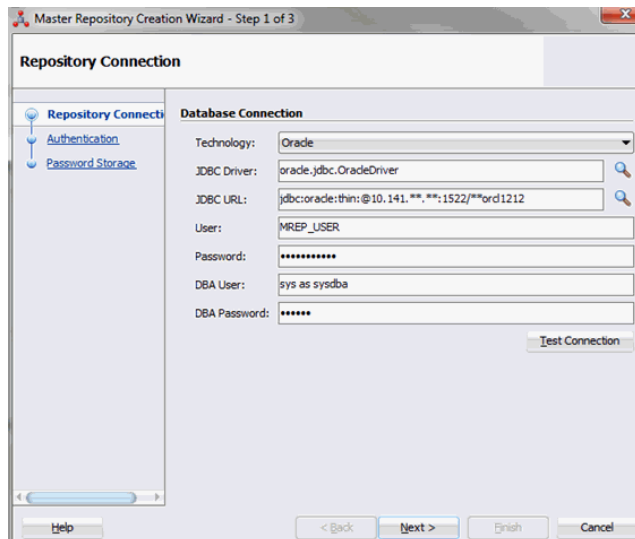 Master Repository Creation Wizard - Step 1 of 3
Repository Connection
Repository Connecti
Authentication
Password Storage
Database Connection
Technology: Oracle
JDBC Driver: oracle.jdbc.OracleDriver
JDBC URL: jdbc:oracle:thin:@10.141.**.**:1522/**orcl1212
User: MREP_USER
Password: •••••••••••
DBA User: sys as sysdba
DBA Password: ••••••
Test Connection
Help
< Back
Next >
Finish
Cancel